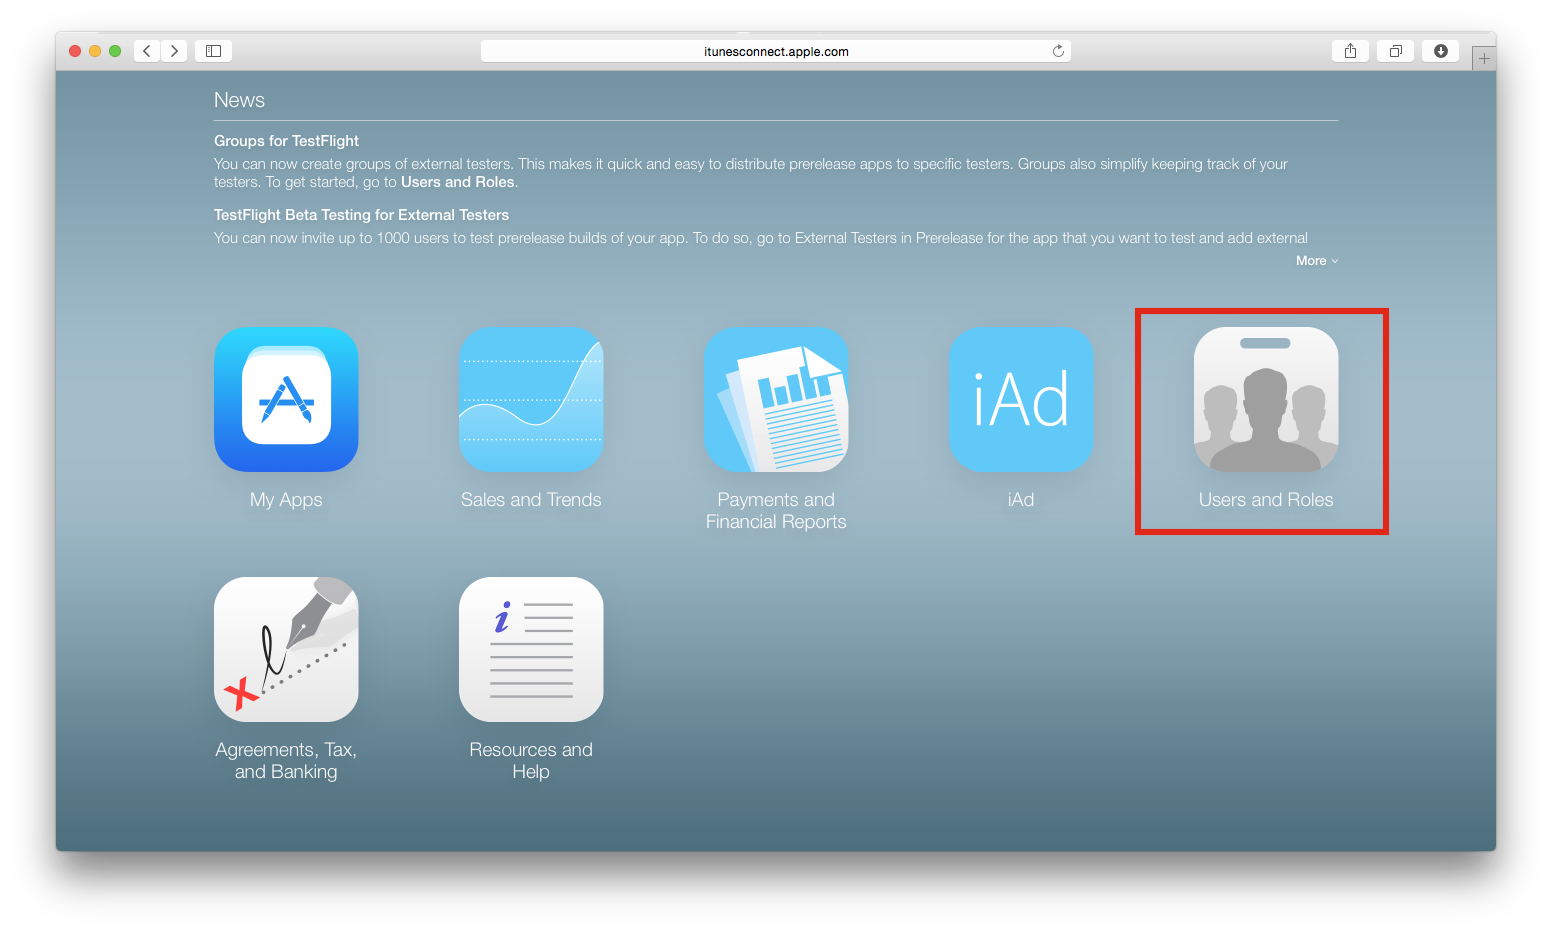 itunesconnect.apple.com
News
Groups for TestFlight
You can now create groups of external testers. This makes it quick and easy to distribute prerelease apps to specific testers. Groups also simplify keeping track of your
testers. To get started, go to Users and Roles.
TestFlight Beta Testing for External Testers
You can now invite up to 1000 users to test prerelease builds of your app. To do so, go to External Testers in Prerelease for the app that you want to test and add external
More
iAd
My Apps
Sales and Trends
Payments and
Financial Reports
iAd
Users and Roles
i
Agreements, Tax,
and Banking
Resources and
Help